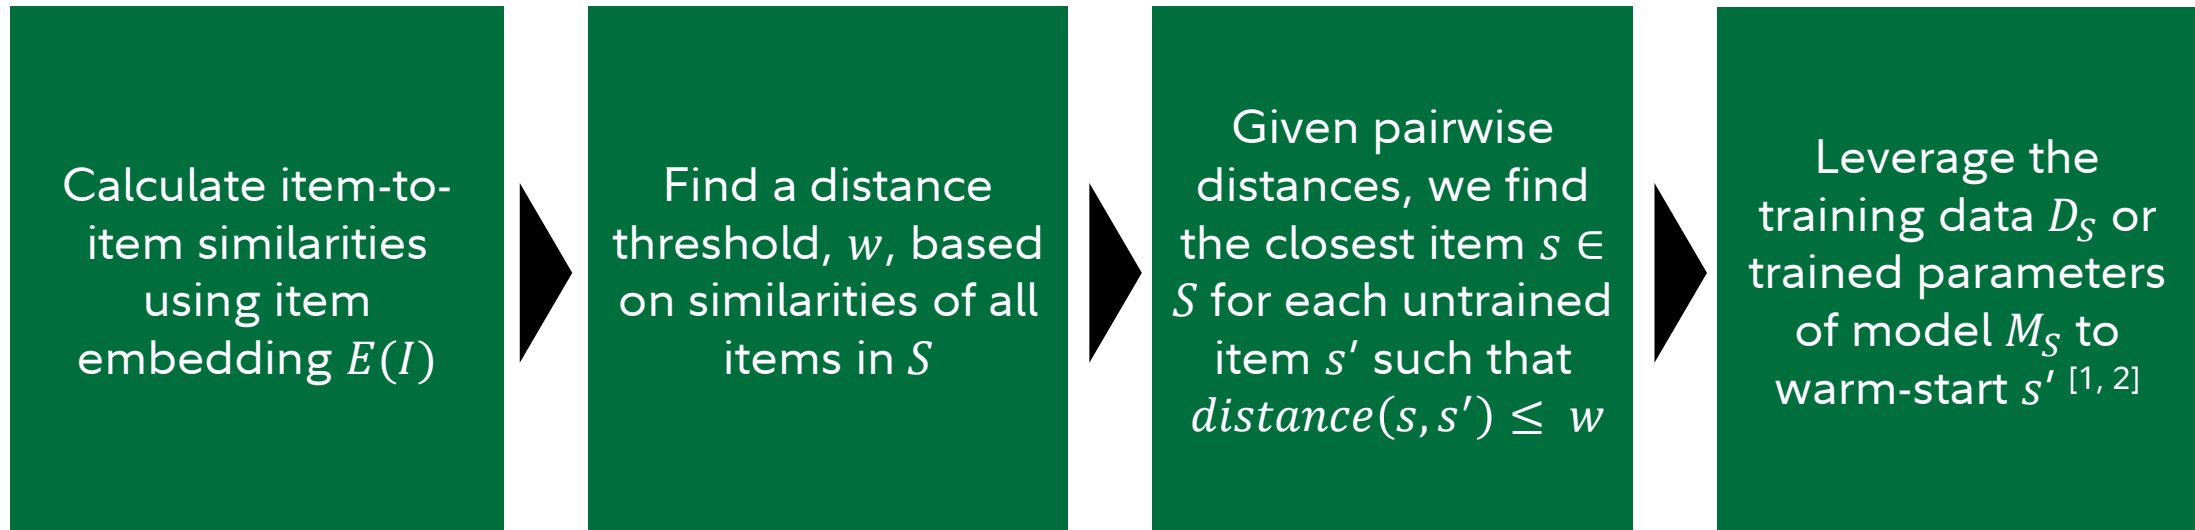 Calculate item-to-
item similarities
using item
embedding E(I)
Find a distance
threshold, w, based
on similarities of all
items in S
Given pairwise
distances, we find
the closest item s ∈
S for each untrained
item s′ such that
distance(s, s′) ≤ w
Leverage the
training data D_S or
trained parameters
of model M_S to
warm-start s′ [1, 2]